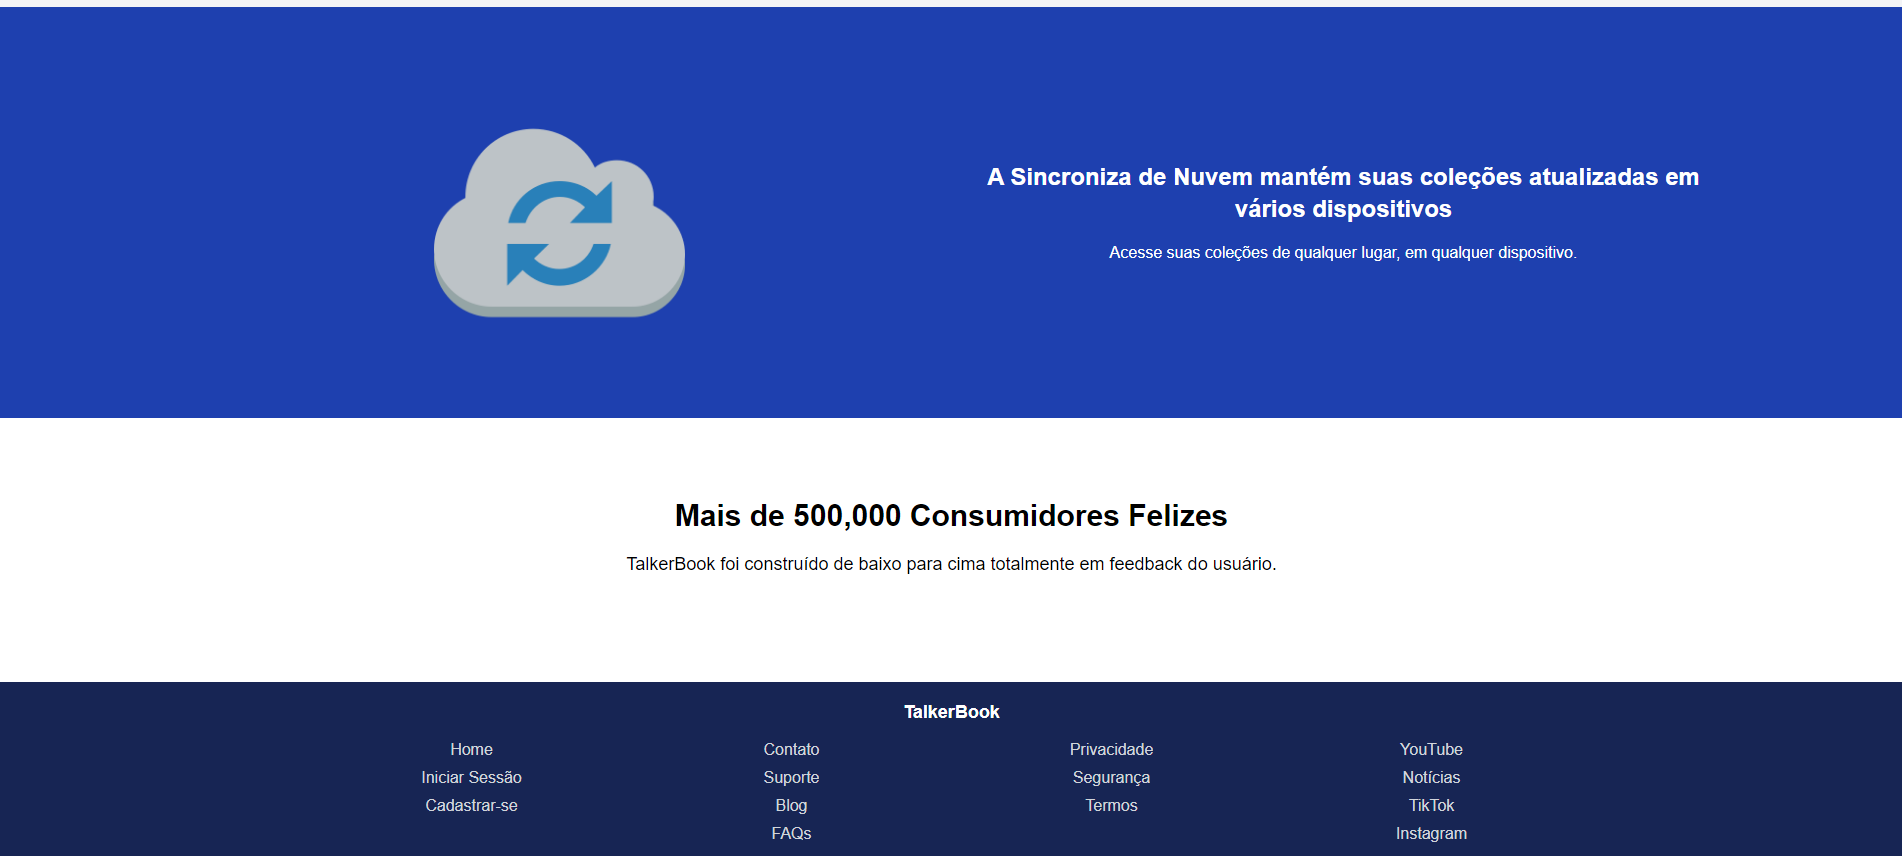 A Sincroniza de Nuvem mantém suas coleções atualizadas em
vários dispositivos
Acesse suas coleções de qualquer lugar, em qualquer dispositivo.
Mais de 500,000 Consumidores Felizes
TalkerBook foi construído de baixo para cima totalmente em feedback do usuário.
TalkerBook
Home
Iniciar Sessão
Cadastrar-se
Contato
Suporte
Blog
FAQs
Privacidade
Segurança
Termos
YouTube
Notícias
TikTok
Instagram